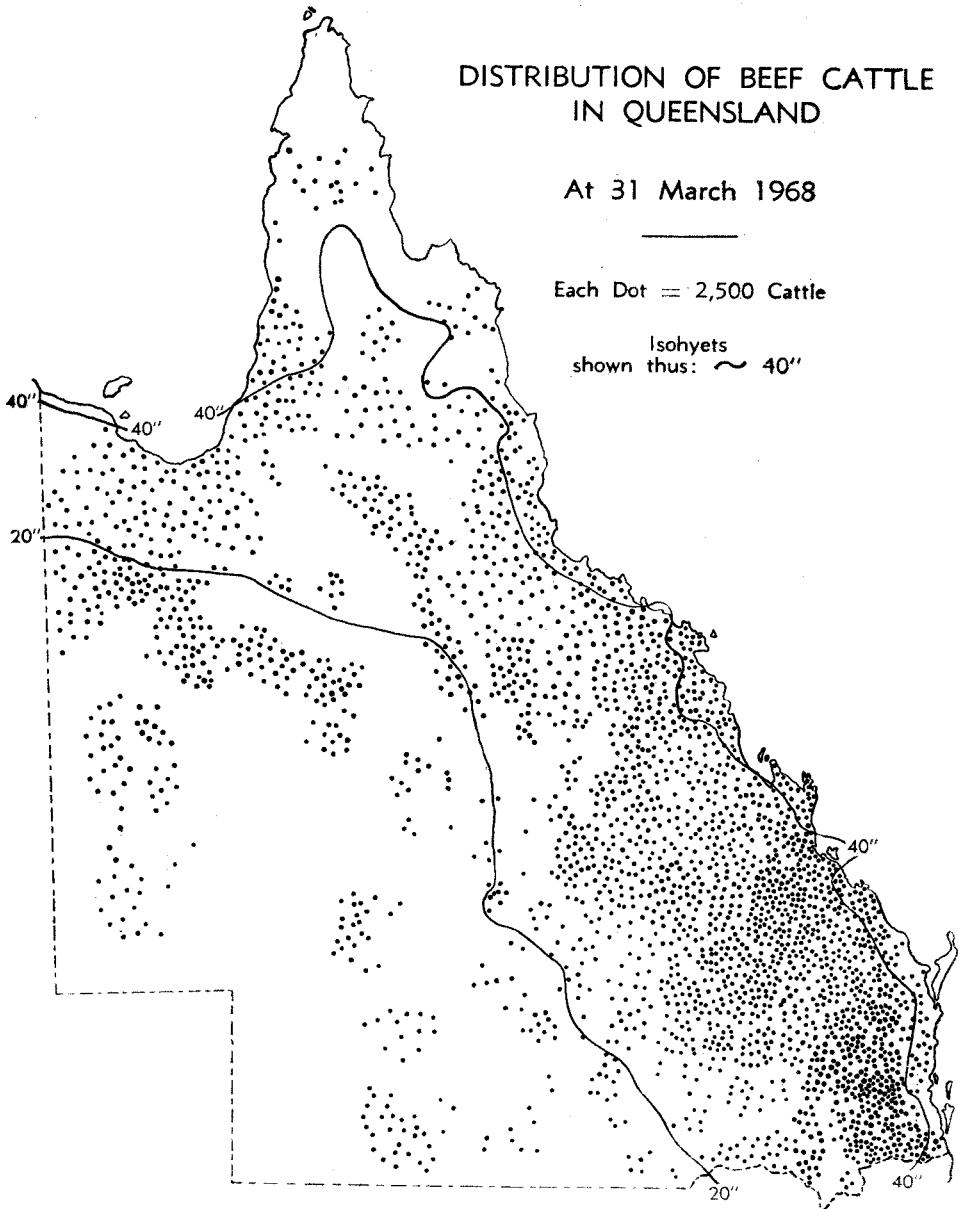 DISTRIBUTION OF BEEF CATTLE
IN QUEENSLAND
At 31 March 1968
Each Dot = 2,500 Cattle
Isohyets
shown thus: ~ 40"
40"
40"
40"
20"
40"
20"
40"